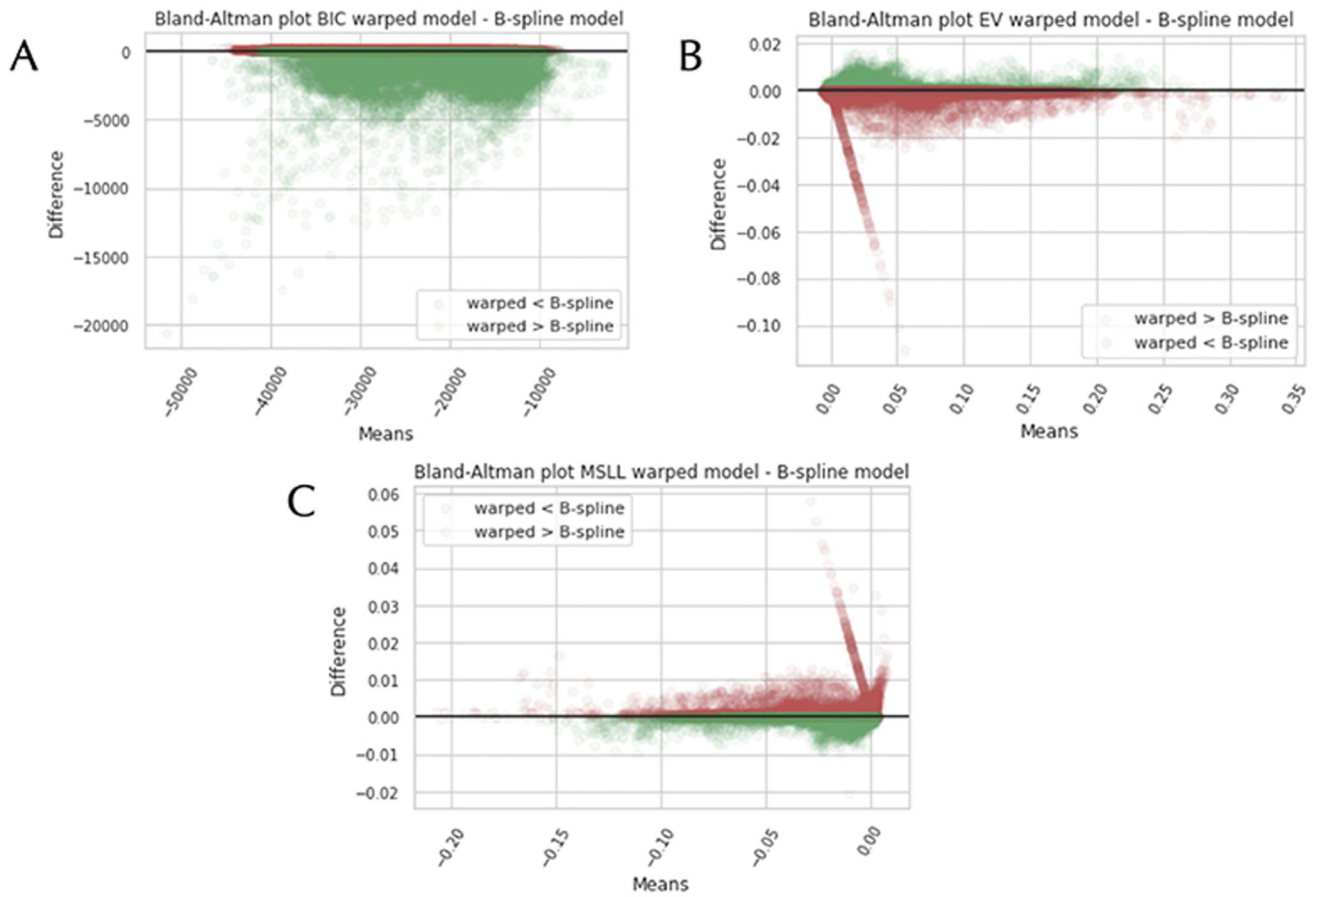 A
Bland-Altman plot BIC warped model - B-spline model
0
−5000
−10000
−15000
−20000
Difference
warped < B-spline
warped > B-spline
−50000
−40000
−30000
−20000
−10000
Means
B
Bland-Altman plot EV warped model - B-spline model
0.02
0.00
−0.02
−0.04
−0.06
−0.08
−0.10
Difference
warped > B-spline
warped < B-spline
0.00
0.05
0.10
0.15
0.20
0.25
0.30
0.35
Means
C
Bland-Altman plot MSLL warped model - B-spline model
0.06
0.05
0.04
0.03
0.02
0.01
0.00
−0.01
−0.02
Difference
warped < B-spline
warped > B-spline
−0.20
−0.15
−0.10
−0.05
0.00
Means